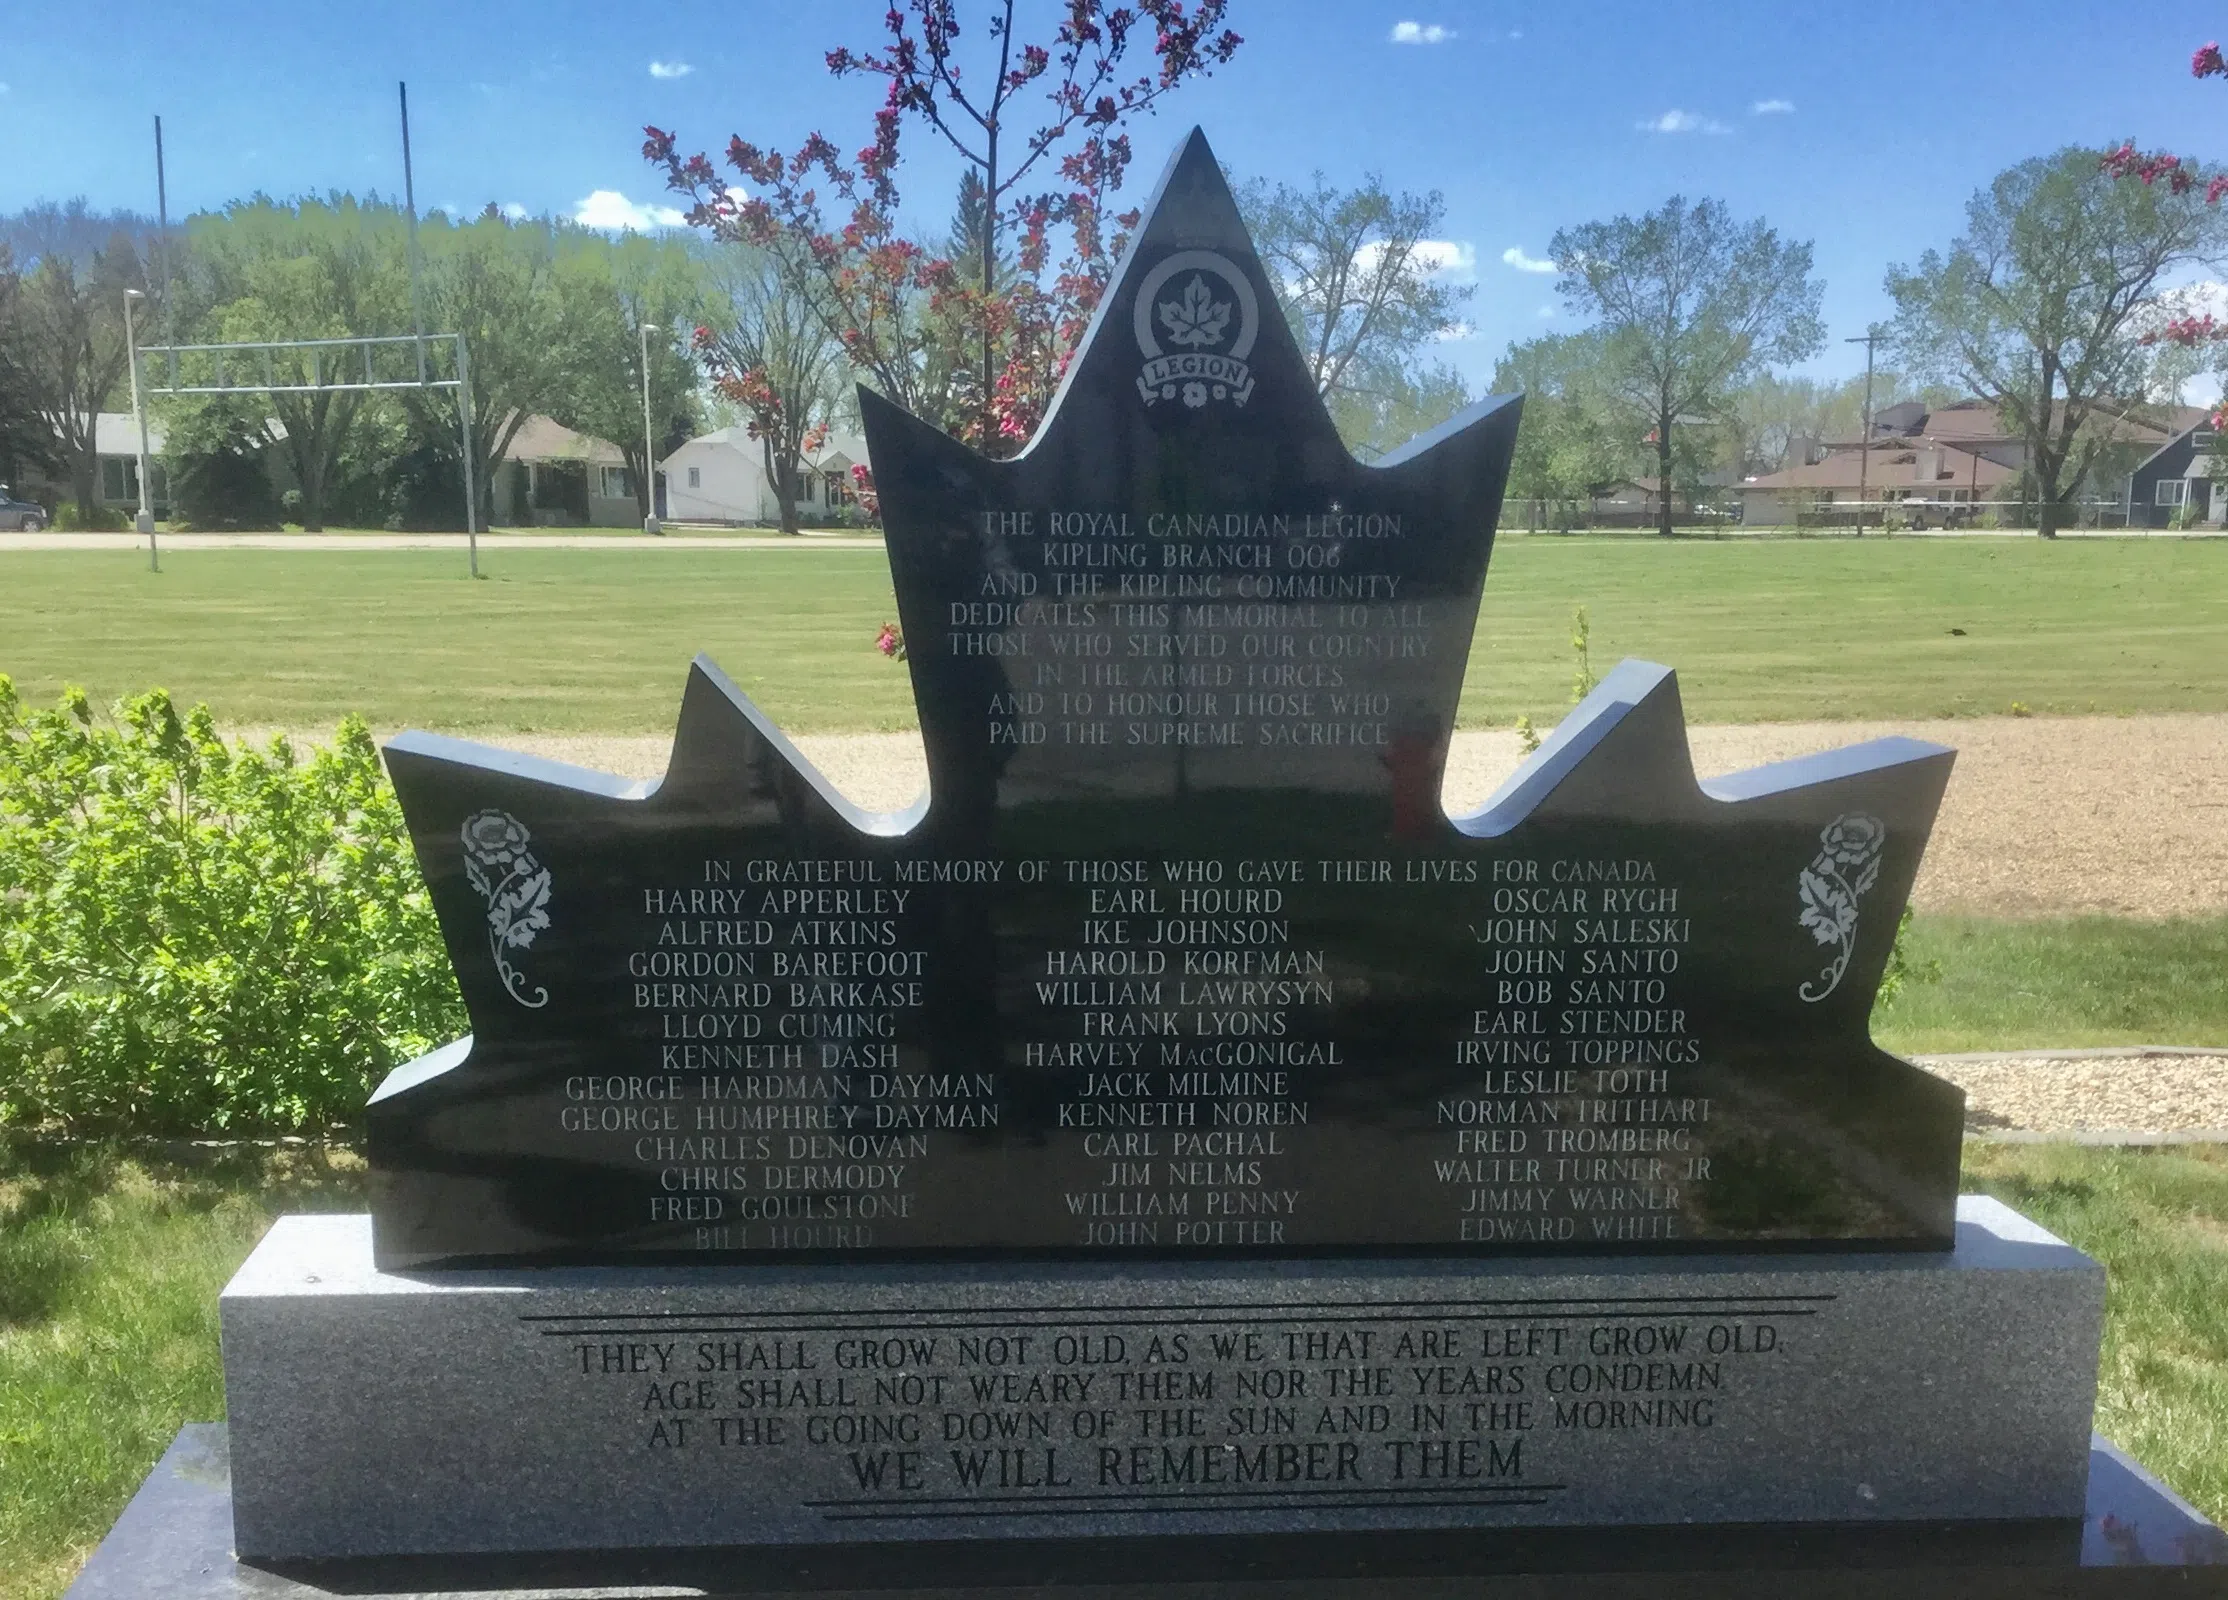 LEGION
THE ROYAL CANADIAN LEGION,
KIPLING BRANCH 006
AND THE KIPLING COMMUNITY
DEDICATES THIS MEMORIAL TO ALL
THOSE WHO SERVED OUR COUNTRY
IN THE ARMED FORCES
AND TO HONOUR THOSE WHO
PAID THE SUPREME SACRIFICE
IN GRATEFUL MEMORY OF THOSE WHO GAVE THEIR LIVES FOR CANADA
HARRY APPERLEY
ALFRED ATKINS
GORDON BAREFOOT
BERNARD BARKASE
LLOYD CUMING
KENNETH DASH
GEORGE HARDMAN DAYMAN
GEORGE HUMPHREY DAYMAN
CHARLES DENOVAN
CHRIS DERMODY
FRED GOULSTONE
BILL HOURD
EARL HOURD
IKE JOHNSON
HAROLD KORFMAN
WILLIAM LAWRYSYN
FRANK LYONS
HARVEY MACGONIGAL
JACK MILMINE
KENNETH NOREN
CARL PACHAL
JIM NELMS
WILLIAM PENNY
JOHN POTTER
OSCAR RYGH
JOHN SALESKI
JOHN SANTO
BOB SANTO
EARL STENDER
IRVING TOPPINGS
LESLIE TOTH
NORMAN TRITHART
FRED TROMBERG
WALTER TURNER JR
JIMMY WARNER
EDWARD WHITE
THEY SHALL GROW NOT OLD, AS WE THAT ARE LEFT GROW OLD,
AGE SHALL NOT WEARY THEM NOR THE YEARS CONDEMN.
AT THE GOING DOWN OF THE SUN AND IN THE MORNING
WE WILL REMEMBER THEM